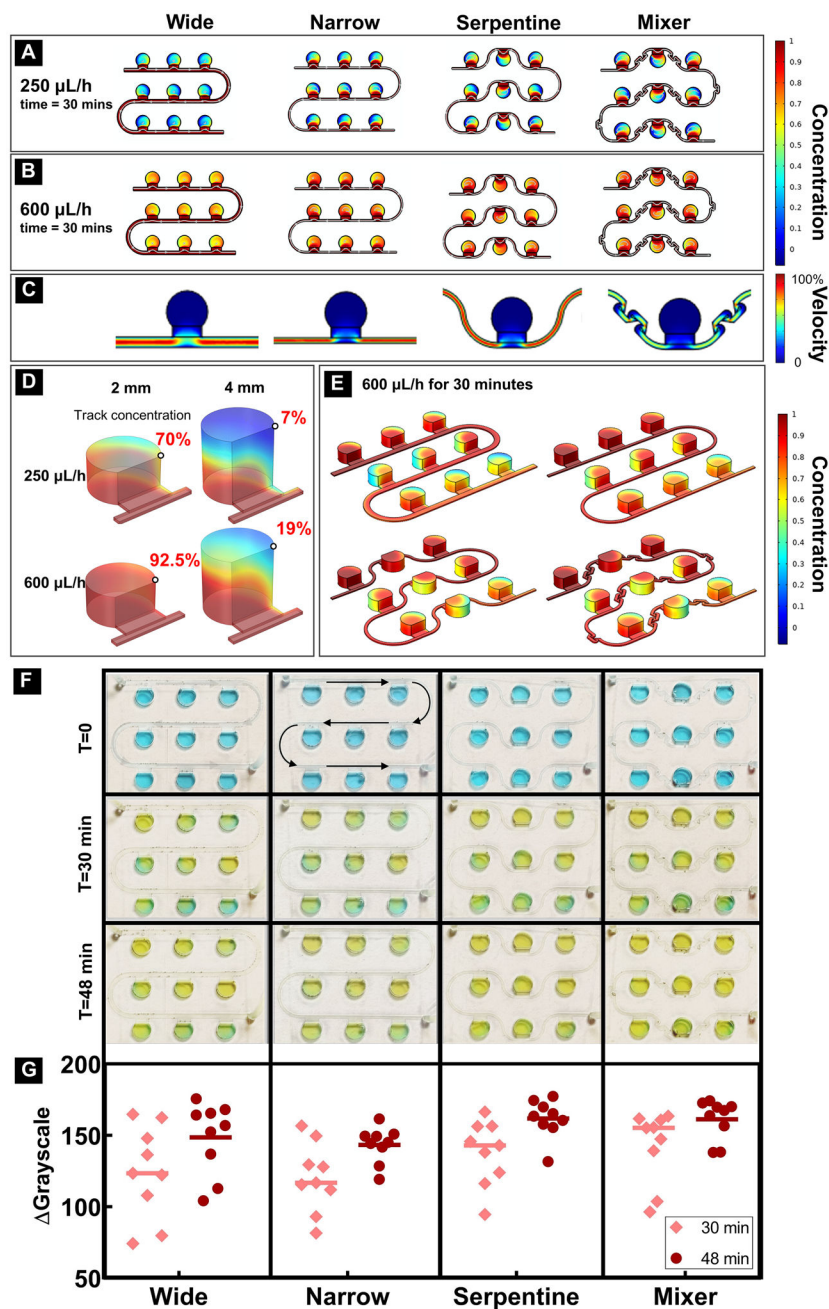 Wide Narrow Serpentine Mixer
A
250 µL/h
time = 30 mins
B
600 µL/h
time = 30 mins
1
0.9
0.8
0.7
0.6
0.5
0.4
0.3
0.2
0.1
0
Concentration
C
100%
0
Velocity
D
2 mm 4 mm
Track concentration
70%
7%
250 µL/h
92.5%
19%
600 µL/h
E 600 µL/h for 30 minutes
1
0.9
0.8
0.7
0.6
0.5
0.4
0.3
0.2
0.1
0
Concentration
F
T=0
T=30 min
T=48 min
G
200
150
100
50
ΔGrayscale
30 min
48 min
Wide Narrow Serpentine Mixer